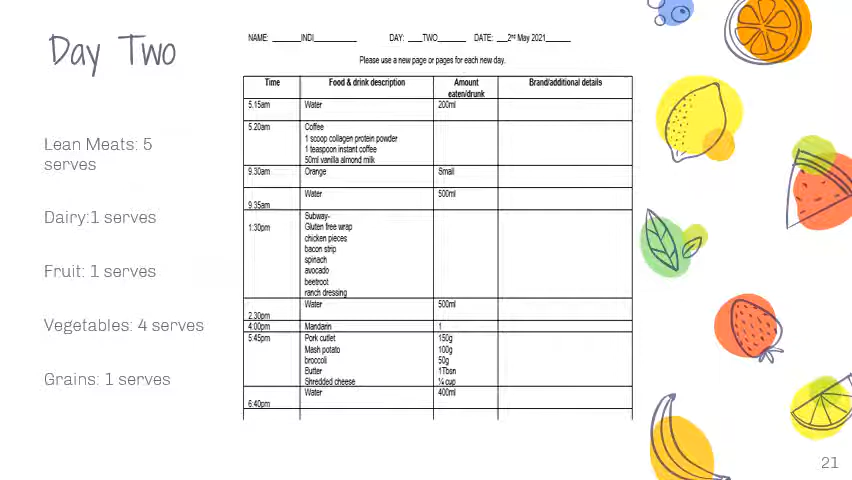 Day Two
Lean Meats: 5
serves
Dairy:1 serves
Fruit: 1 serves
Vegetables: 4 serves
Grains: 1 serves
NAME: _______INDI__________ DAY: ___TWO_______ DATE: ___2nd May 2021______
Please use a new page or pages for each new day.
Time Food & drink description Amount eaten/drunk Brand/additional details
5.15am Water 200ml
5.20am Coffee
1 scoop collagen protein powder
1 teaspoon instant coffee
50ml vanilla almond milk
9.30am Orange Small
Water 500ml
9.35am
Subway-
1:30pm Gluten free wrap
chicken pieces
bacon strip
spinach
avocado
beetroot
ranch dressing
Water 500ml
2.30pm
4:00pm Mandarin 1
5.45pm Pork cutlet 150g
Mash potato 100g
broccoli 50g
Butter 1Tbsn
Shredded cheese ¼ cup
Water 400ml
6:40pm
21